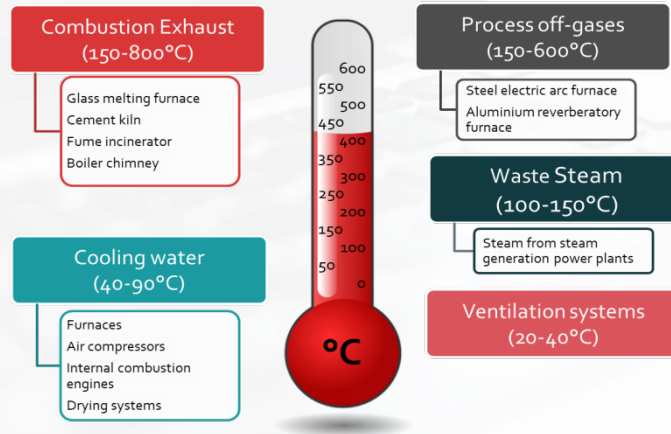 Combustion Exhaust
(150-800°C)
Glass melting furnace
Cement kiln
Fume incinerator
Boiler chimney
Cooling water
(40-90°C)
Furnaces
Air compressors
Internal combustion
engines
Drying systems
600
550
500
450
400
350
300
250
200
150
100
50
0
°C
Process off-gases
(150-600°C)
Steel electric arc furnace
Aluminium reverberatory
furnace
Waste Steam
(100-150°C)
Steam from steam
generation power plants
Ventilation systems
(20-40°C)